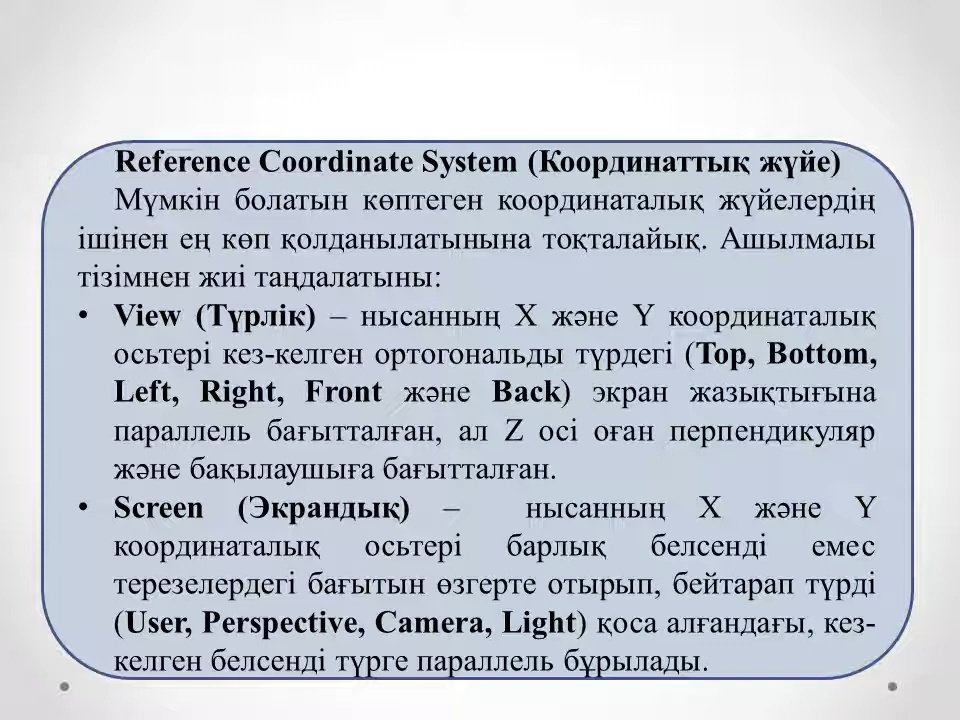 Reference Coordinate System (Координаттық жүйе)
Мүмкін болатын көптеген координаталық жүйелердің
ішінен ең көп қолданылатынына тоқталайық. Ашылмалы
тізімнен жиі таңдалатыны:
• View (Түрлік) – нысанның X және Y координаталық
осьтері кез-келген ортогональды түрдегі (Top, Bottom,
Left, Right, Front және Back) экран жазықтығына
параллель бағытталған, ал Z осі оған перпендикуляр
және бақылаушыға бағытталған.
• Screen (Экрандық) – нысанның X және Y
координаталық осьтері барлық белсенді емес
терезелердегі бағытын өзгерте отырып, бейтарап түрді
(User, Perspective, Camera, Light) қоса алғандағы, кез-
келген белсенді түрге параллель бұрылады.